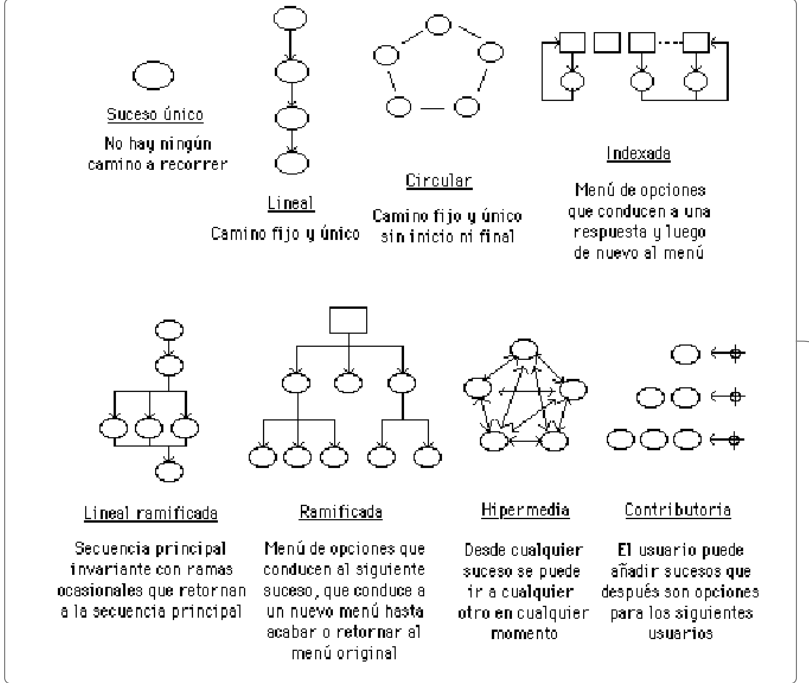 Suceso único
No hay ningún
camino a recorrer
Lineal
Camino fijo y único
Circular
Camino fijo y único
sin inicio ni final
Indexada
Menú de opciones
que conducen a una
respuesta y luego
de nuevo al menú
Lineal ramificada
Secuencia principal
invariante con ramas
ocasionales que retornan
a la secuencia principal
Ramificada
Menú de opciones que
conducen al siguiente
suceso, que conduce a
un nuevo menú hasta
acabar o retornar al
menú original
Hipermedia
Desde cualquier
suceso se puede
ir a cualquier
otro en cualquier
momento
Contributoria
El usuario puede
añadir sucesos que
después son opciones
para los siguientes
usuarios